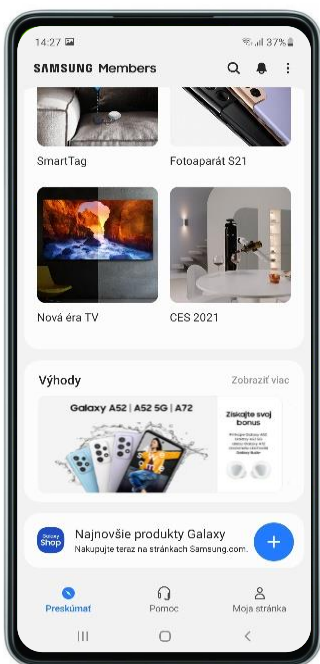 14:27
37%
SAMSUNG Members
SmartTag
Fotoaparát S21
Nová éra TV
CES 2021
Výhody
Zobraziť viac
Galaxy A52 | A52 5G | A72
Získajte svoj
bonus
Galaxy
Shop
Najnovšie produkty Galaxy
Nakupujte teraz na stránkach Samsung.com.
Preskúmať
Pomoc
Moja stránka